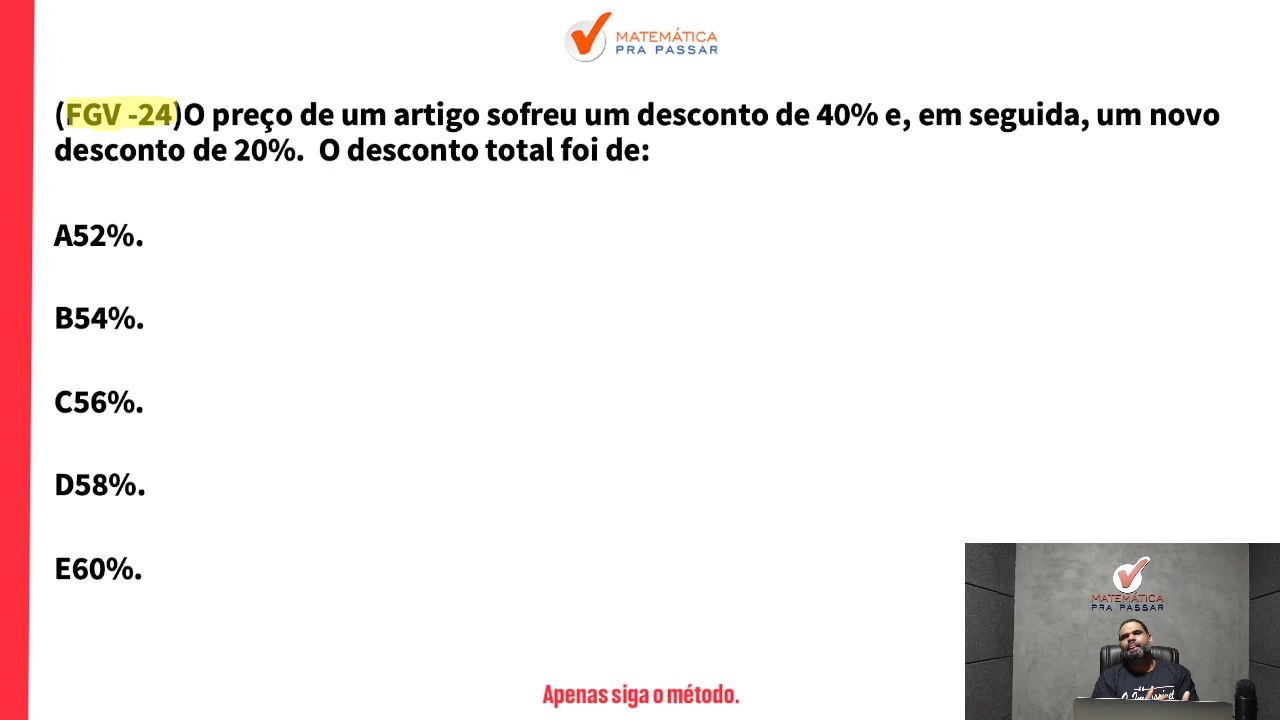 MATEMÁTICA
PRA PASSAR
(FGV -24)O preço de um artigo sofreu um desconto de 40% e, em seguida, um novo
desconto de 20%.  O desconto total foi de:
A52%.
B54%.
C56%.
D58%.
E60%.
MATEMÁTICA
PRA PASSAR
Apenas siga o método.